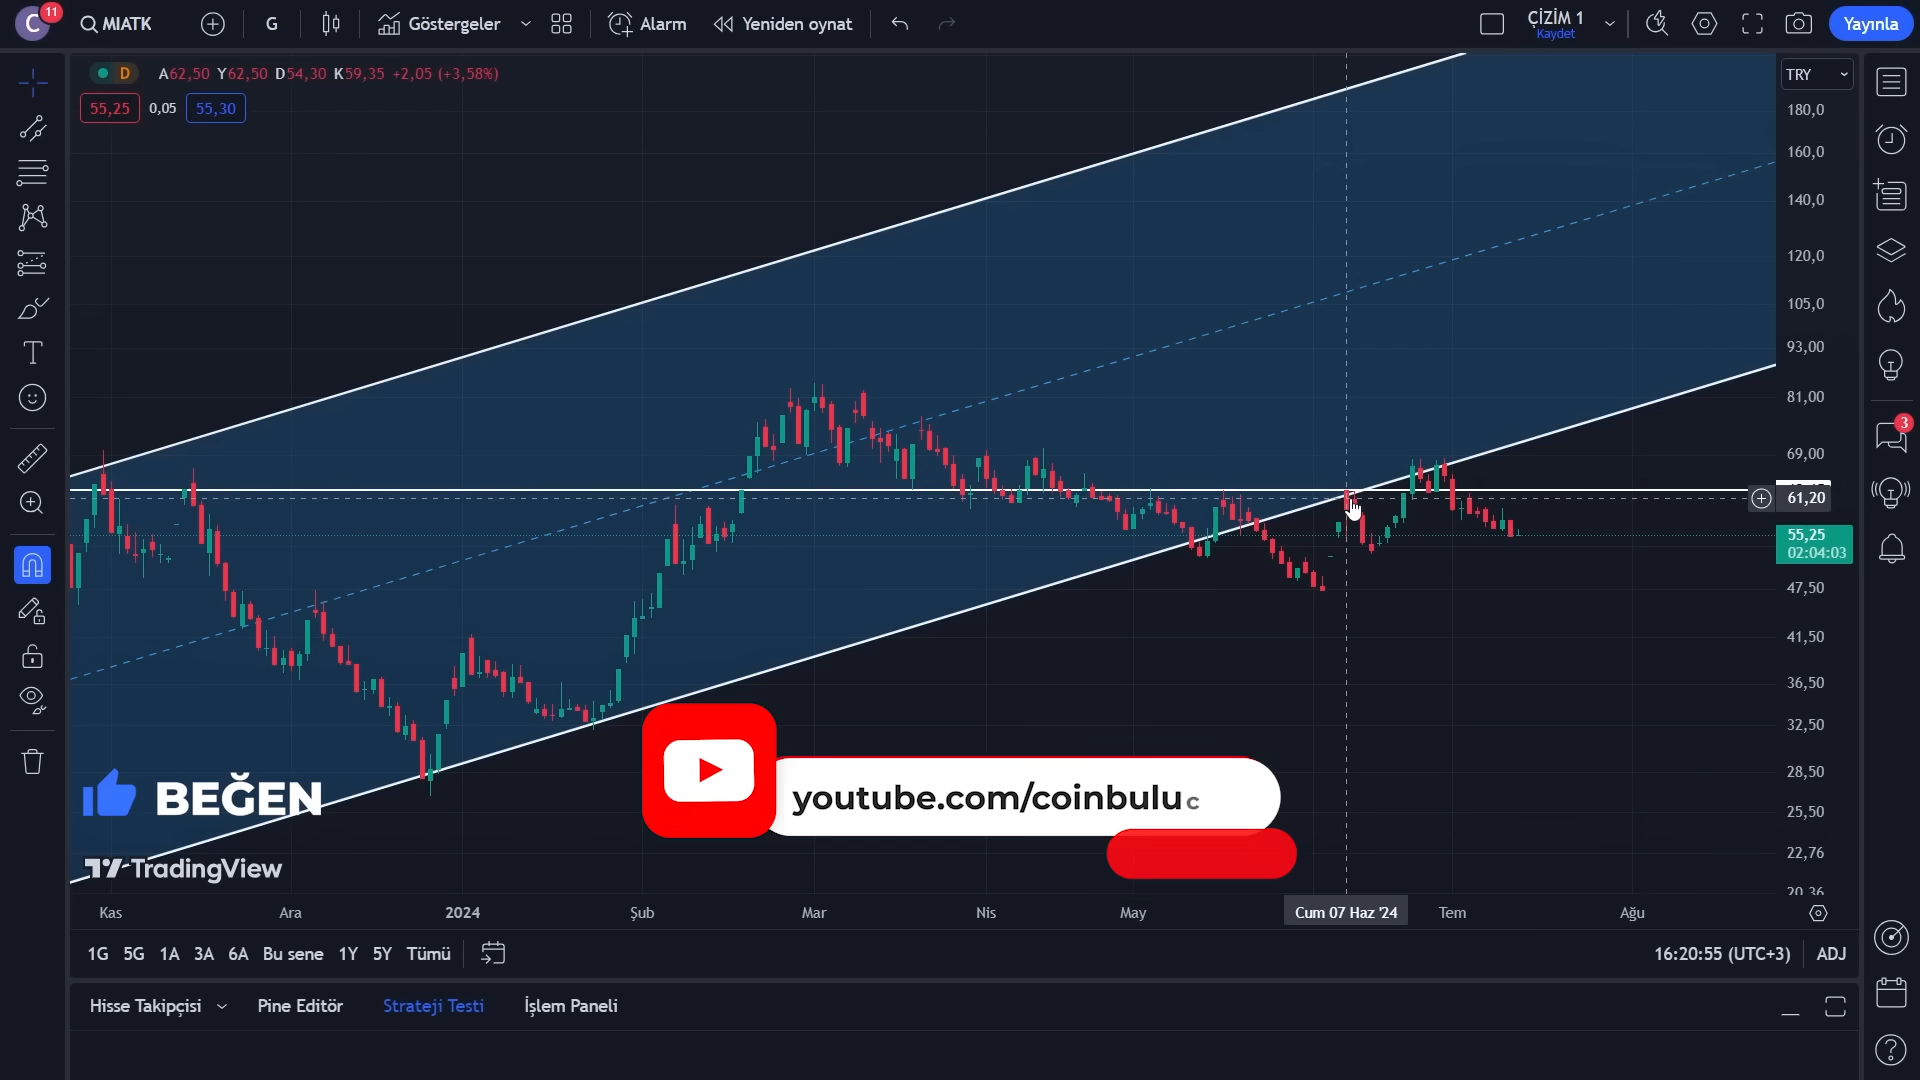 C
11
MIATK
G
Göstergeler
Alarm
Yeniden oynat
ÇİZİM 1
Kaydet
Yayınla
D
A62,50 Y62,50 D54,30 K59,35 +2,05 (+3,58%)
55,25
0,05
55,30
TRY
180,0
160,0
140,0
120,0
105,0
93,00
81,00
69,00
61,20
55,25
02:04:03
47,50
41,50
36,50
32,50
28,50
25,50
22,76
20,36
3
BEĞEN
TradingView
youtube.com/coinbuluc
Kas
Ara
2024
Şub
Mar
Nis
May
Cum 07 Haz '24
Tem
Ağu
1G 5G 1A 3A 6A Bu sene 1Y 5Y Tümü
16:20:55 (UTC+3)
ADJ
Hisse Takipçisi
Pine Editör
Strateji Testi
İşlem Paneli